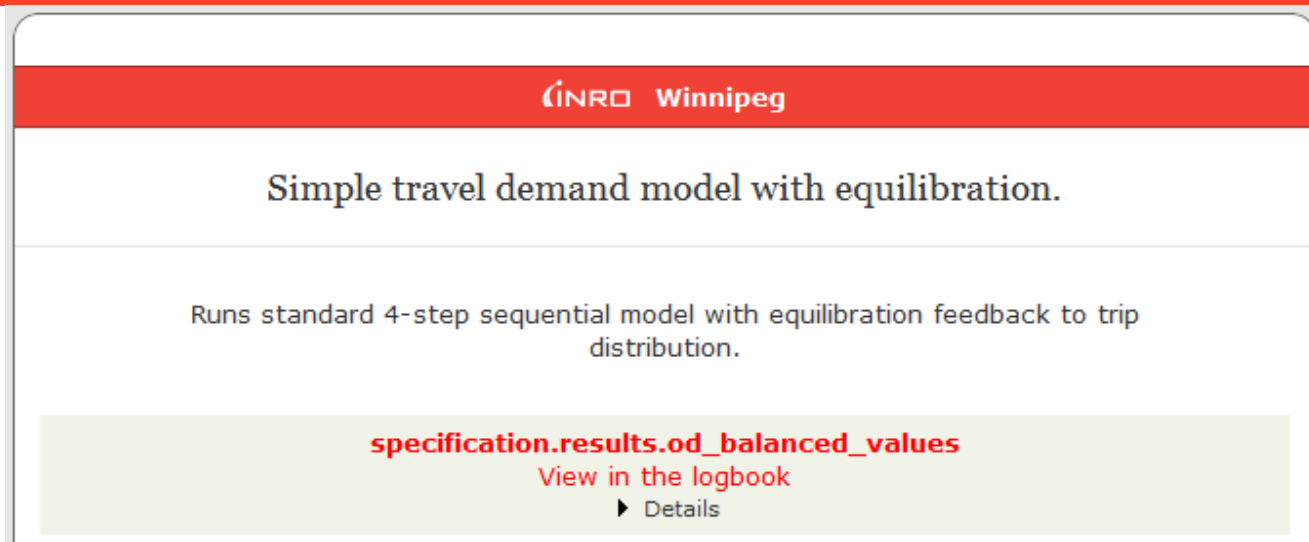 INRO Winnipeg
Simple travel demand model with equilibration.
Runs standard 4-step sequential model with equilibration feedback to trip
distribution.
specification.results.od_balanced_values
View in the logbook
Details